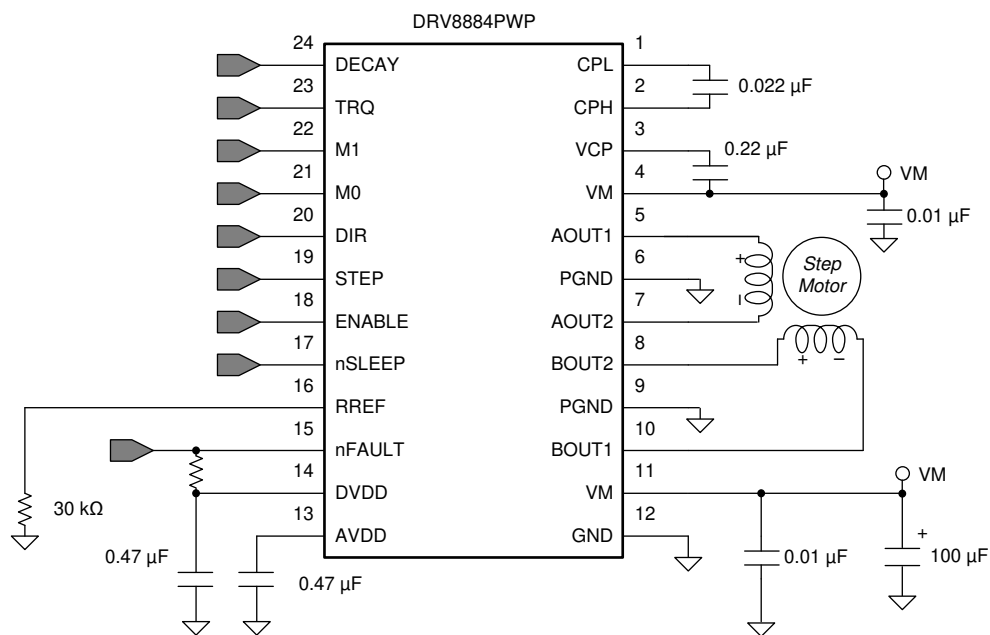 DRV8884PWP
24
1
DECAY
CPL
0.022 µF
23
2
TRQ
CPH
22
3
M1
VCP
0.22 µF
21
4
VM
M0
VM
0.01 µF
20
5
DIR
AOUT1
19
6
STEP
PGND
+
–
Step
Motor
18
7
ENABLE
AOUT2
17
8
nSLEEP
BOUT2
+ –
16
9
RREF
PGND
15
10
nFAULT
BOUT1
14
11
DVDD
VM
VM
30 kΩ
13
12
AVDD
GND
+
0.47 µF
0.47 µF
0.01 µF
100 µF